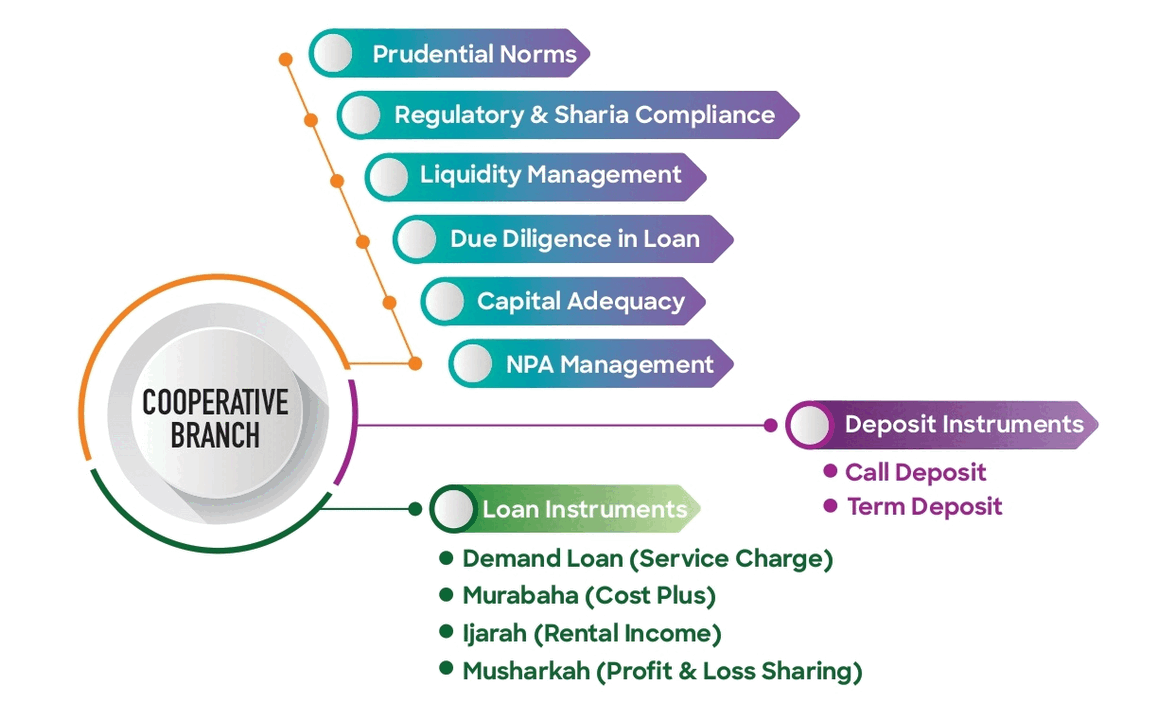 Prudential Norms
Regulatory & Sharia Compliance
Liquidity Management
Due Diligence in Loan
Capital Adequacy
NPA Management
COOPERATIVE
BRANCH
Deposit Instruments
Call Deposit
Term Deposit
Loan Instruments
Demand Loan (Service Charge)
Murabaha (Cost Plus)
Ijarah (Rental Income)
Musharkah (Profit & Loss Sharing)